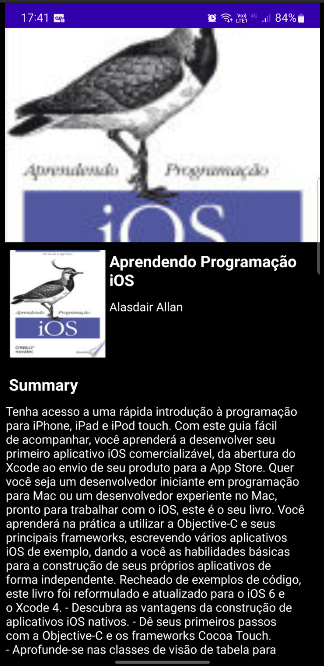 17:41
84%
Aprendendo Programação
iOS
Aprendendo Programação
iOS
Aprendendo Programação
iOS
Alasdair Allan
Summary
Tenha acesso a uma rápida introdução à programação
para iPhone, iPad e iPod touch. Com este guia fácil
de acompanhar, você aprenderá a desenvolver seu
primeiro aplicativo iOS comercializável, da abertura do
Xcode ao envio de seu produto para a App Store. Quer
você seja um desenvolvedor iniciante em programação
para Mac ou um desenvolvedor experiente no Mac,
pronto para trabalhar com o iOS, este é o seu livro. Você
aprenderá na prática a utilizar a Objective-C e seus
principais frameworks, escrevendo vários aplicativos
iOS de exemplo, dando a você as habilidades básicas
para a construção de seus próprios aplicativos de
forma independente. Recheado de exemplos de código,
este livro foi reformulado e atualizado para o iOS 6 e
o Xcode 4. - Descubra as vantagens da construção de
aplicativos iOS nativos. - Dê seus primeiros passos
com a Objective-C e os frameworks Cocoa Touch.
- Aprofunde-se nas classes de visão de tabela para